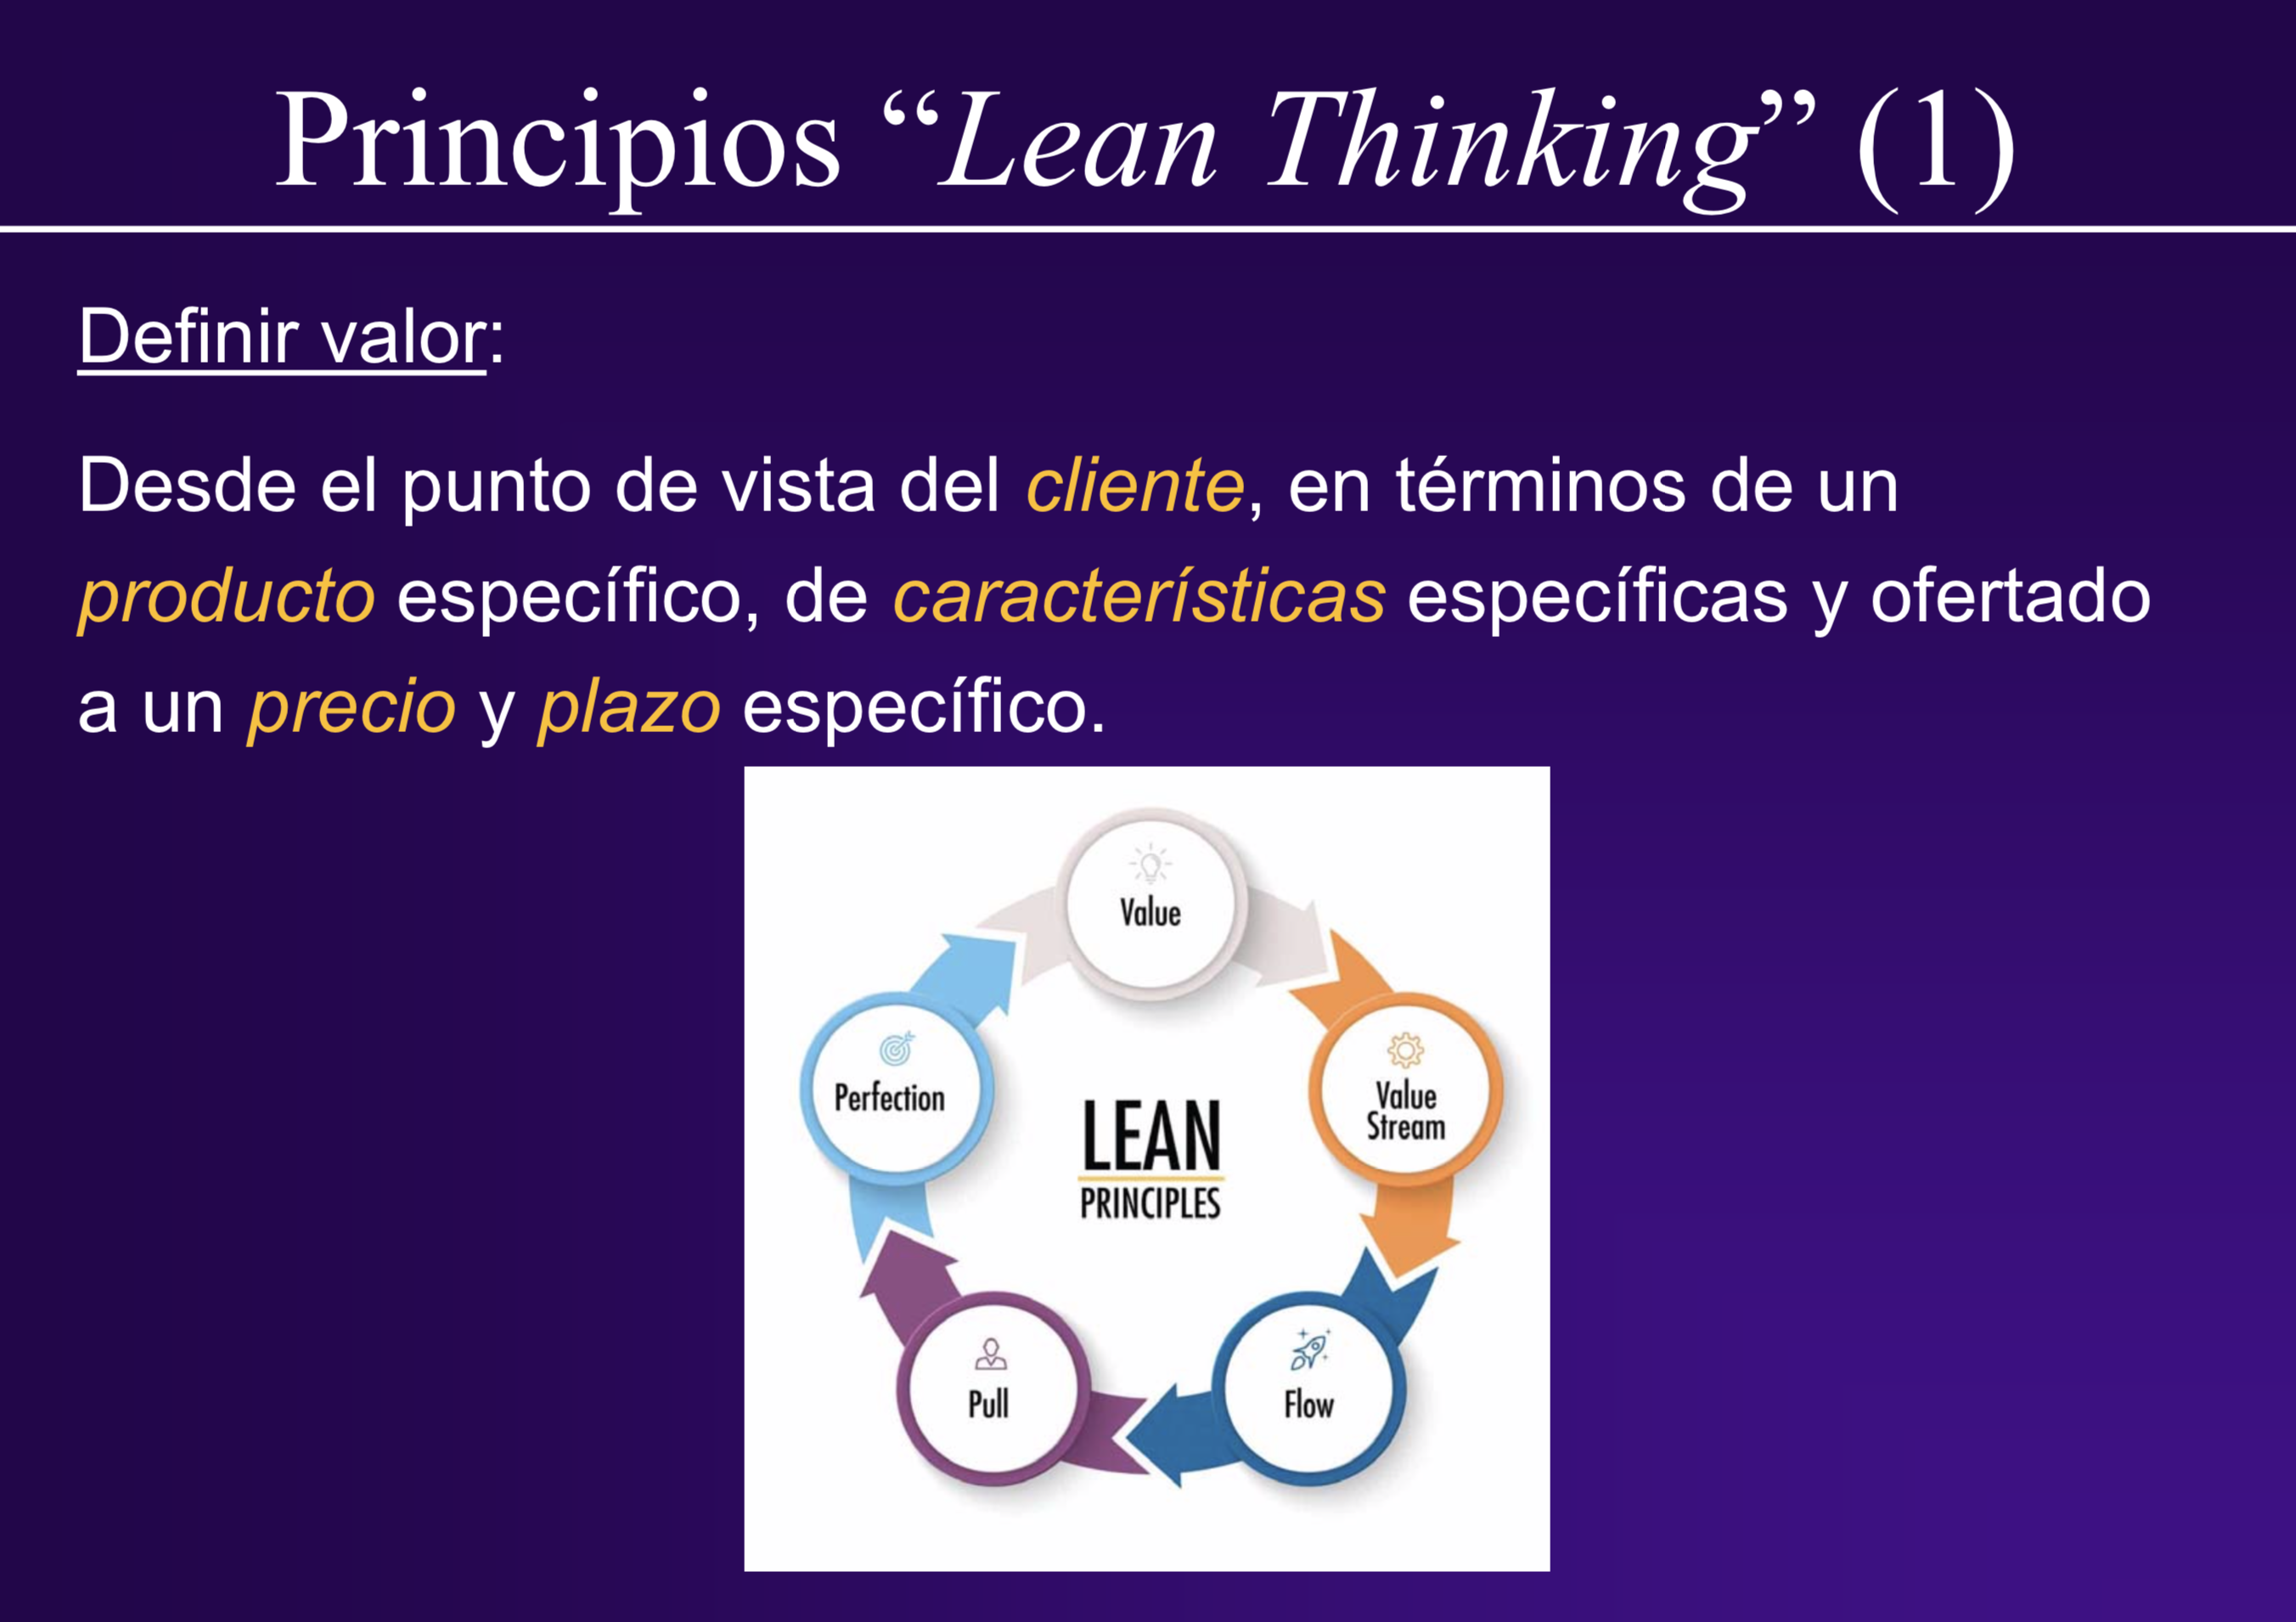 Principios “Lean Thinking” (1)
Definir valor:
Desde el punto de vista del cliente, en términos de un
producto específico, de características específicas y ofertado
a un precio y plazo específico.
Value
Perfection
Value
Stream
LEAN
PRINCIPLES
Pull
Flow